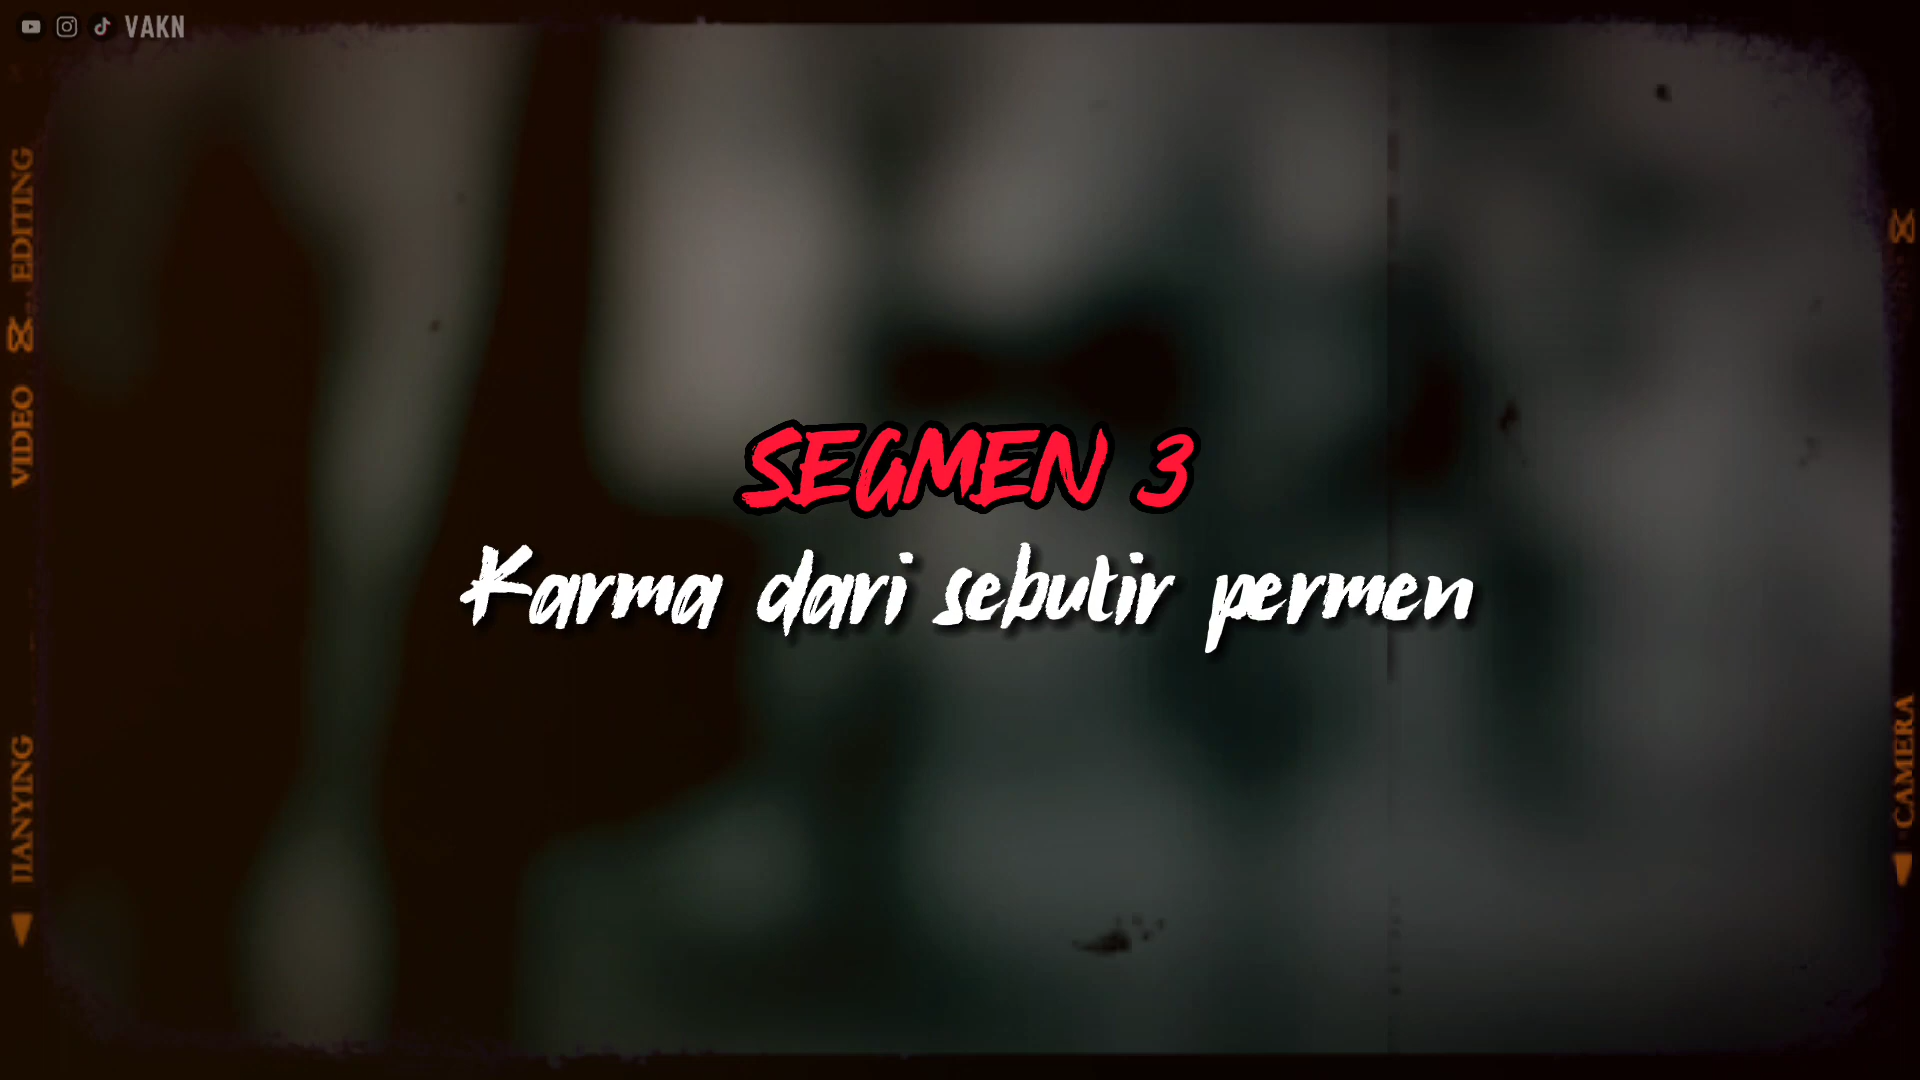 VAKN
EDITING
VIDEO
JIANYING
SEGMEN 3
Karma dari sebutir permen
CAMERA